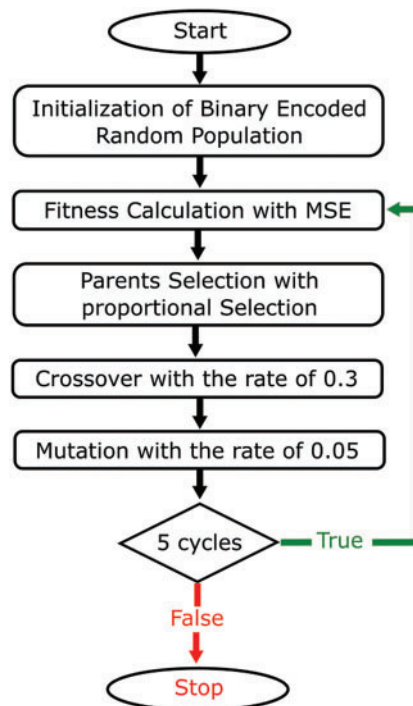 Start
Initialization of Binary Encoded
Random Population
Fitness Calculation with MSE
Parents Selection with
proportional Selection
Crossover with the rate of 0.3
Mutation with the rate of 0.05
5 cycles
True
False
Stop